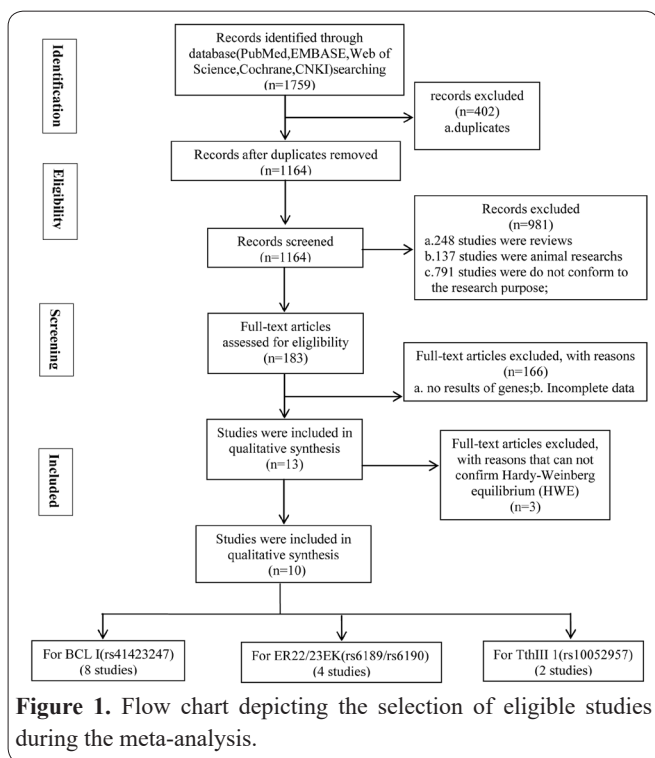 Identification
Records identified through
database(PubMed,EMBASE,Web of
Science,Cochrane,CNKI)searching
(n=1759)
records excluded
(n=402)
a.duplicates
Records after duplicates removed
(n=1164)
Eligibility
Records screened
(n=1164)
Records excluded
(n=981)
a.248 studies were reviews
b.137 studies were animal researchs
c.791 studies were do not conform to
the research purpose;
Screening
Full-text articles
assessed for eliglibility
(n=183)
Full-text articles excluded, with reasons
(n=166)
a. no results of genes;b. Incomplete data
Included
Studies were included in
qualitative synthesis
(n=13)
Full-text articles excluded,
with reasons that can not
confirm Hardy-Weinberg
equilibrium (HWE)
(n=3)
Studies were included in
qualitative synthesis
(n=10)
For BCL I(rs41423247)
(8 studies)
For ER22/23EK(rs6189/rs6190)
(4 studies)
For TthIII 1(rs10052957)
(2 studies)
Figure 1. Flow chart depicting the selection of eligible studies
during the meta-analysis.